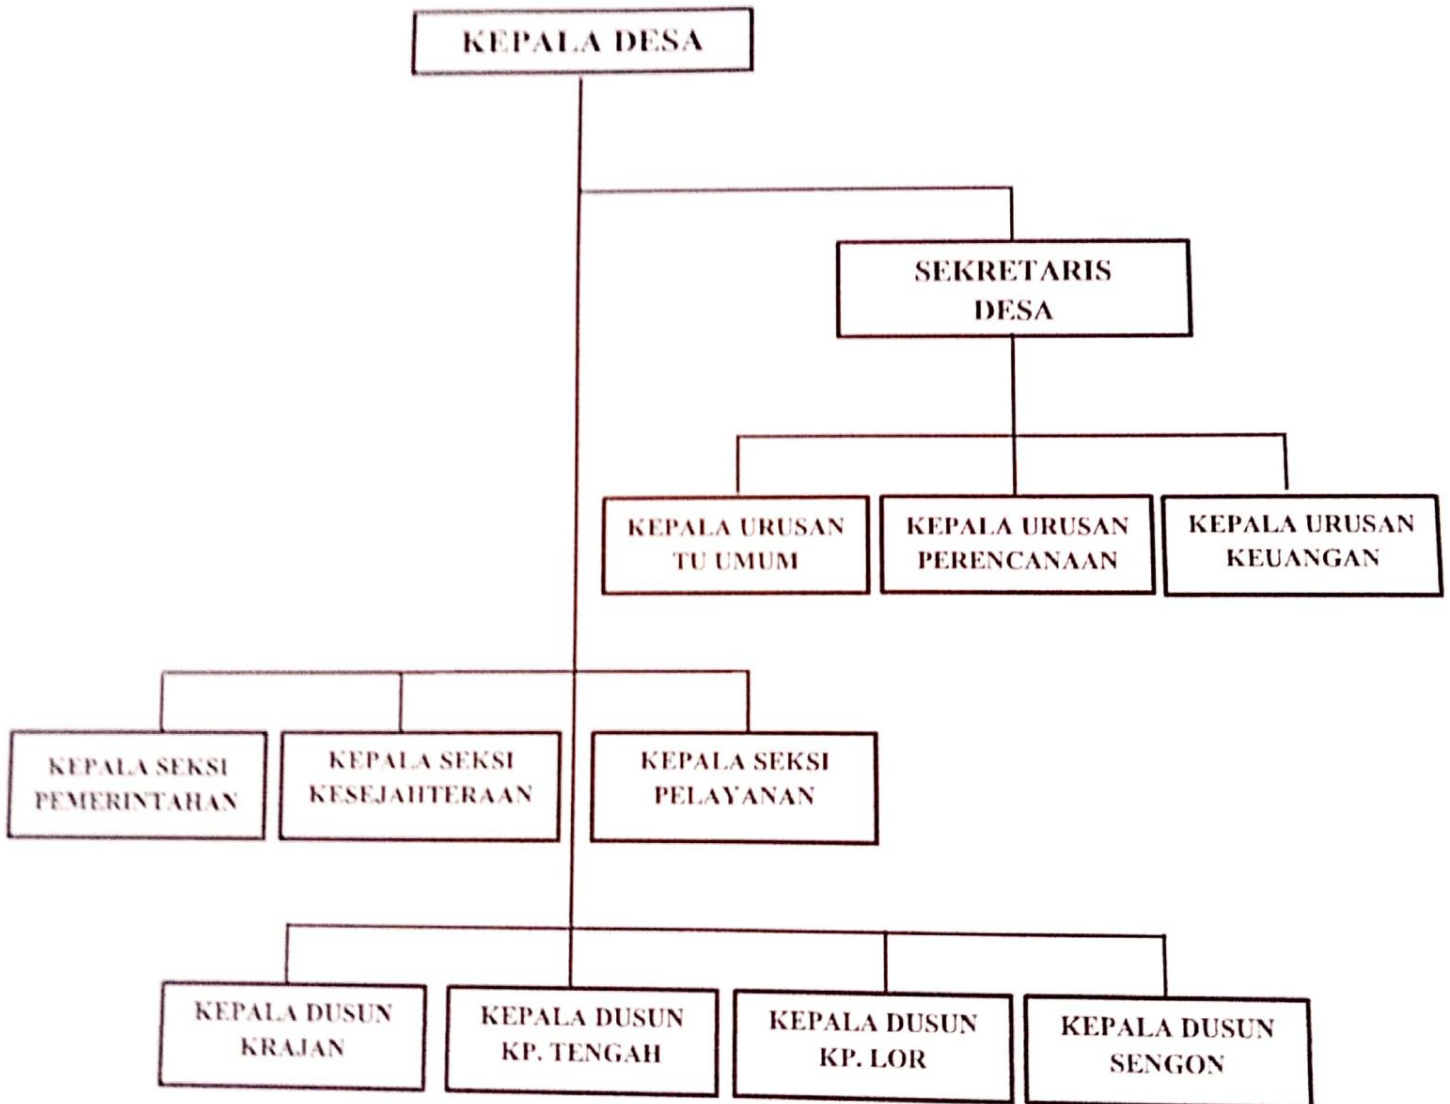 KEPALA DESA
SEKRETARIS
DESA
KEPALA URUSAN
TU UMUM
KEPALA URUSAN
PERENCANAAN
KEPALA URUSAN
KEUANGAN
KEPALA SEKSI
PEMERINTAHAN
KEPALA SEKSI
KESEJAHTERAAN
KEPALA SEKSI
PELAYANAN
KEPALA DUSUN
KRAJAN
KEPALA DUSUN
KP. TENGAH
KEPALA DUSUN
KP. LOR
KEPALA DUSUN
SENGON